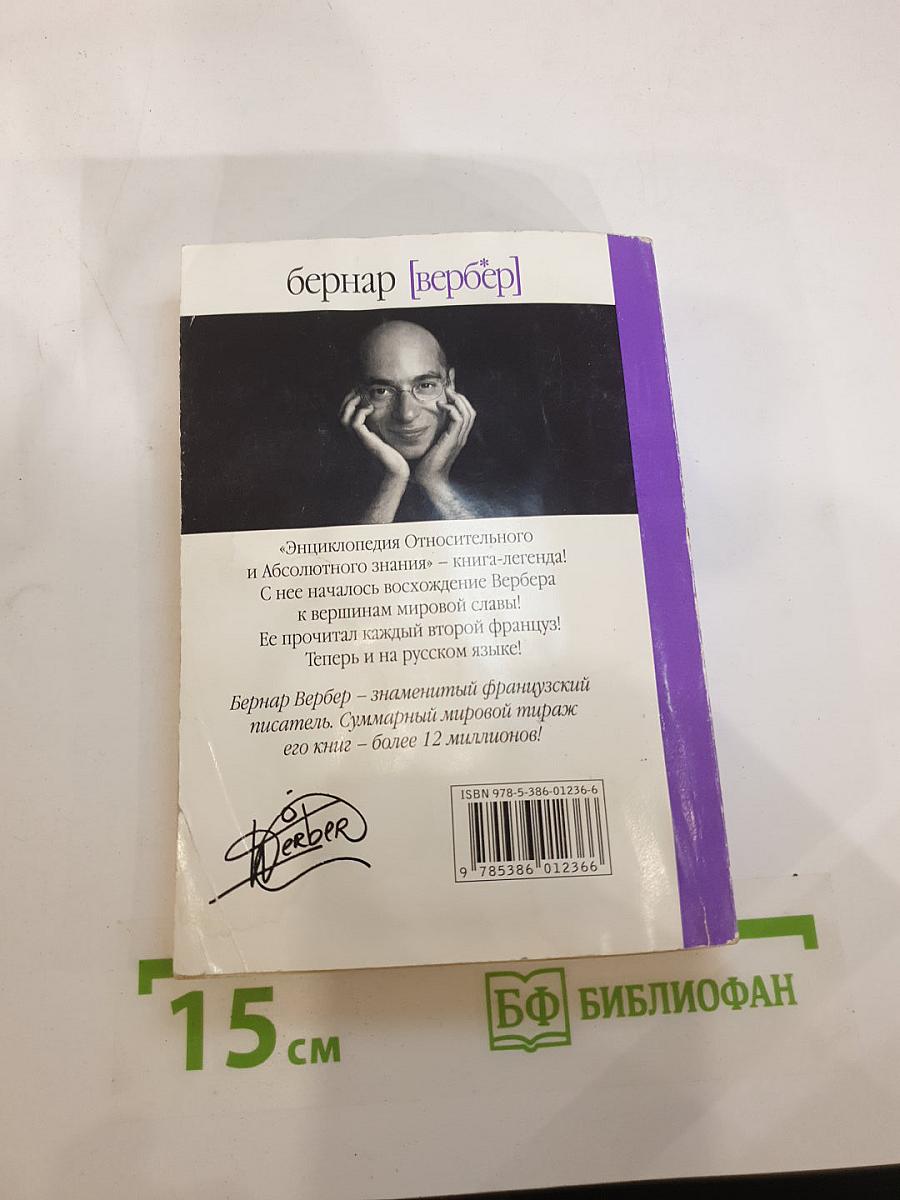 бернар [верб*ер]
«Энциклопедия Относительного
и Абсолютного знания» – книга-легенда!
С нее началось восхождение Вербера
к вершинам мировой славы!
Ее прочитал каждый второй француз!
Теперь и на русском языке!
Бернар Вербер – знаменитый французский
писатель. Суммарный мировой тираж
его книг – более 12 миллионов!
Werber
ISBN 978-5-386-01236-6
9 785386 012366
15 см
БФ БИБЛИОФАН